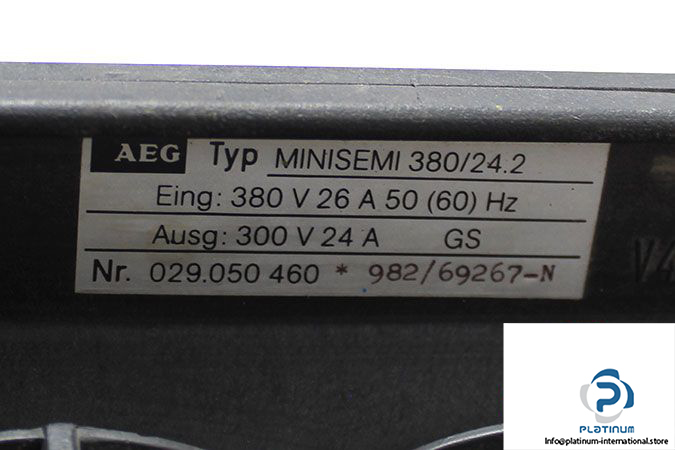 AEG Typ MINISEMI 380/24.2
Eing: 380 V 26 A 50 (60) Hz
Ausg: 300 V 24 A GS
Nr. 029.050 460 * 982/69267-N
PLATINUM
Info@platinum-international.store